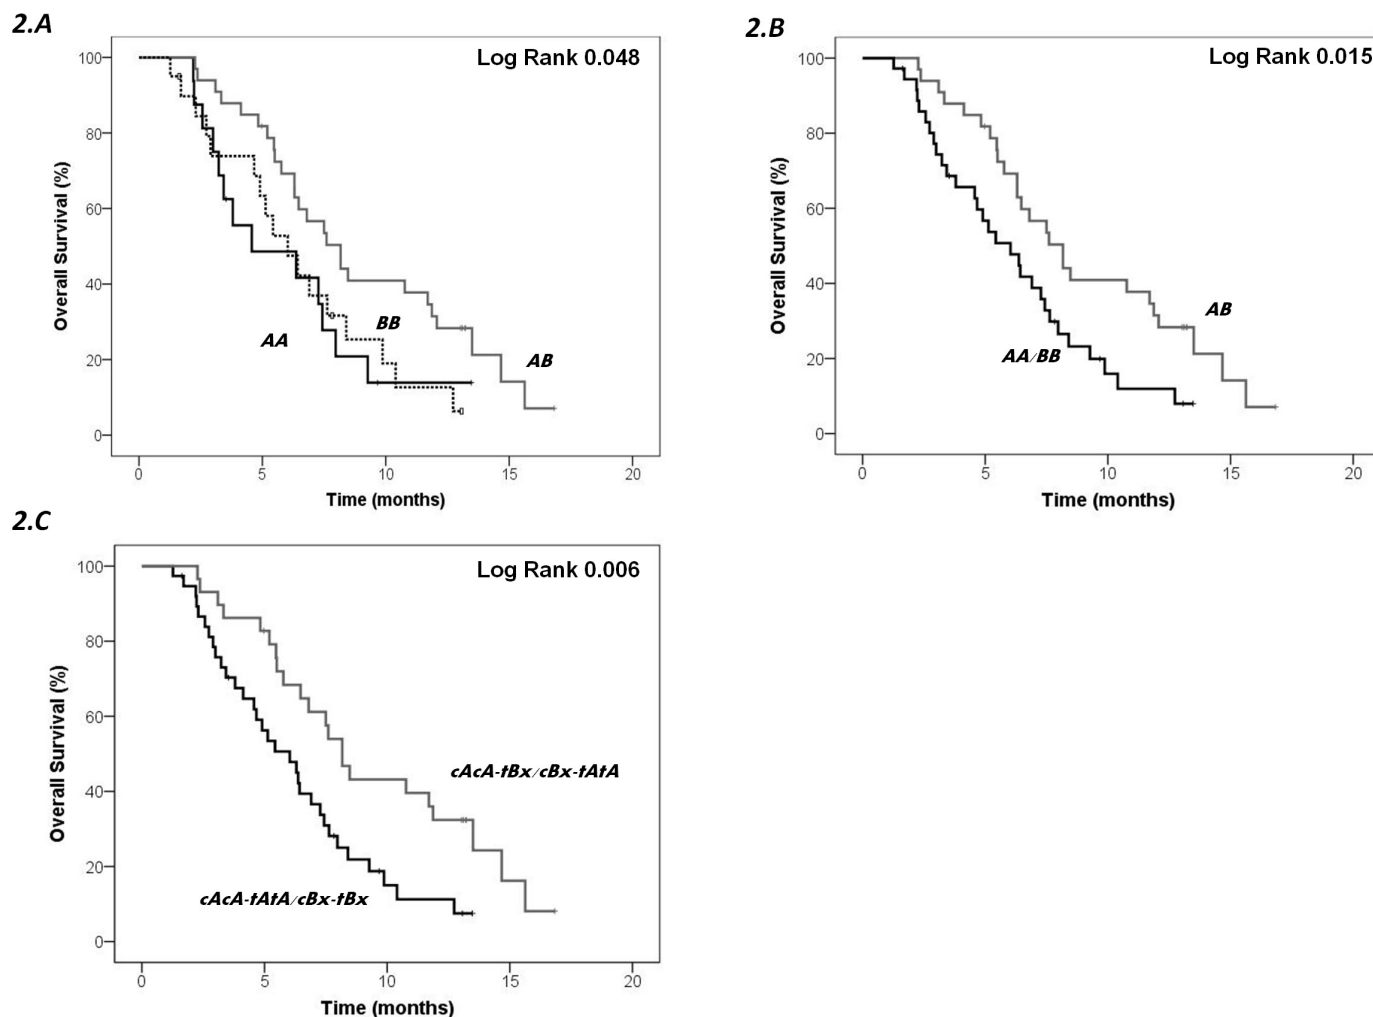 2.A
Log Rank 0.048
Overall Survival (%)
100
80
60
40
20
0
AA
BB
AB
0 5 10 15 20
Time (months)
2.B
Log Rank 0.015
Overall Survival (%)
100
80
60
40
20
0
AB
AA/BB
0 5 10 15 20
Time (months)
2.C
Log Rank 0.006
Overall Survival (%)
100
80
60
40
20
0
cAcA-tBx/cBx-tAtA
cAcA-tAtA/cBx-tBx
0 5 10 15 20
Time (months)